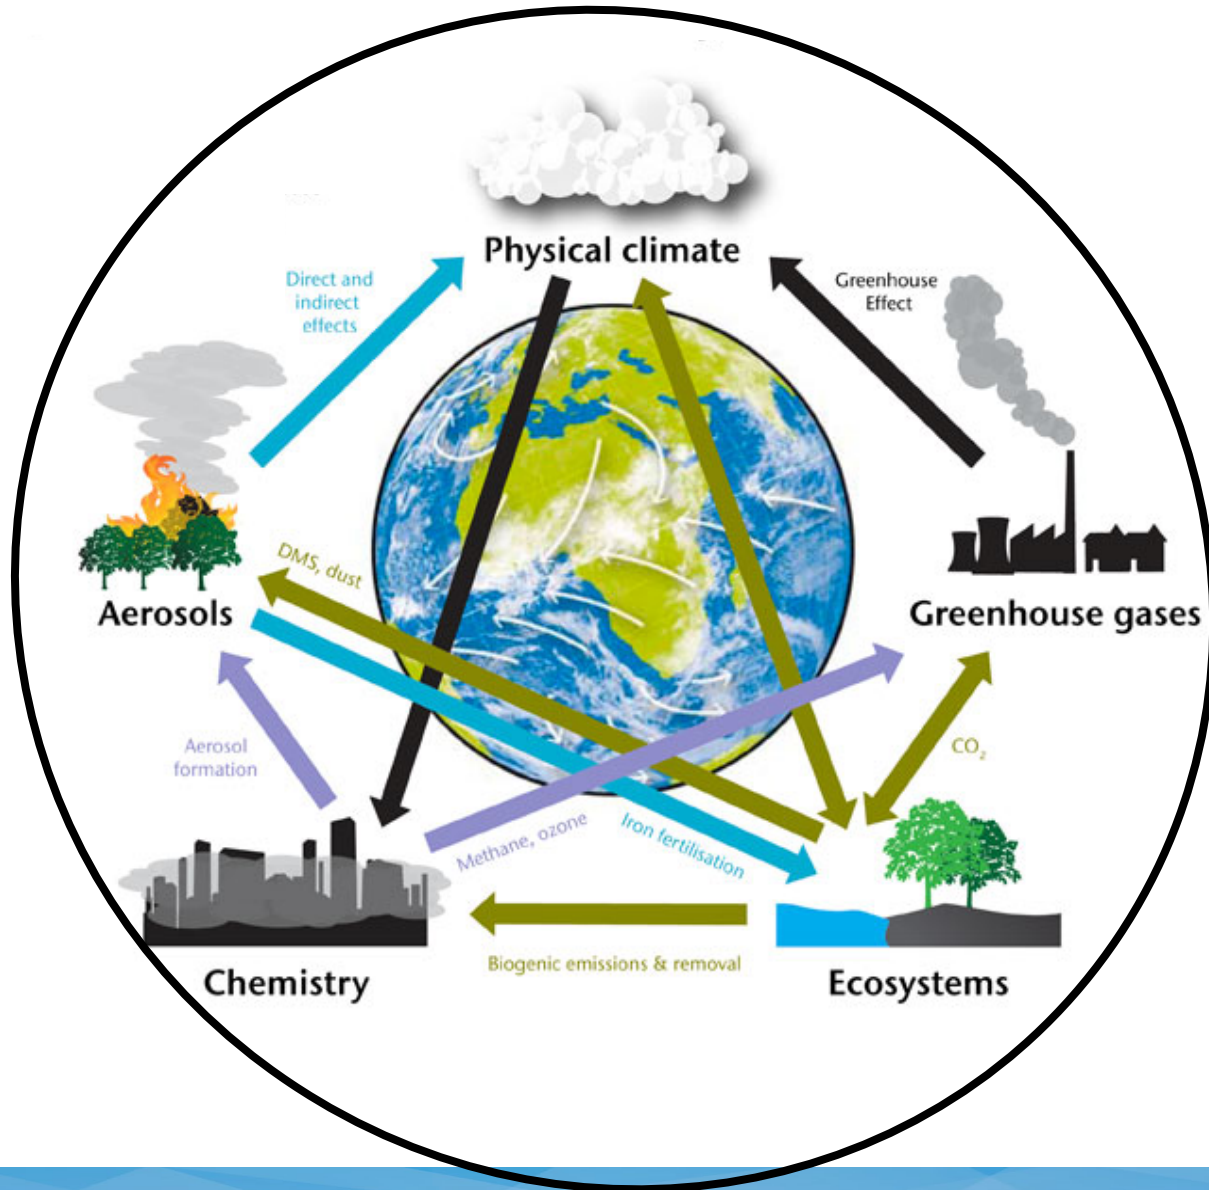 Physical climate
Direct and
indirect
effects
Greenhouse
Effect
DMS, dust
Aerosols
Greenhouse gases
Aerosol
formation
CO₂
Methane, ozone
Iron fertilisation
Biogenic emissions & removal
Chemistry
Ecosystems